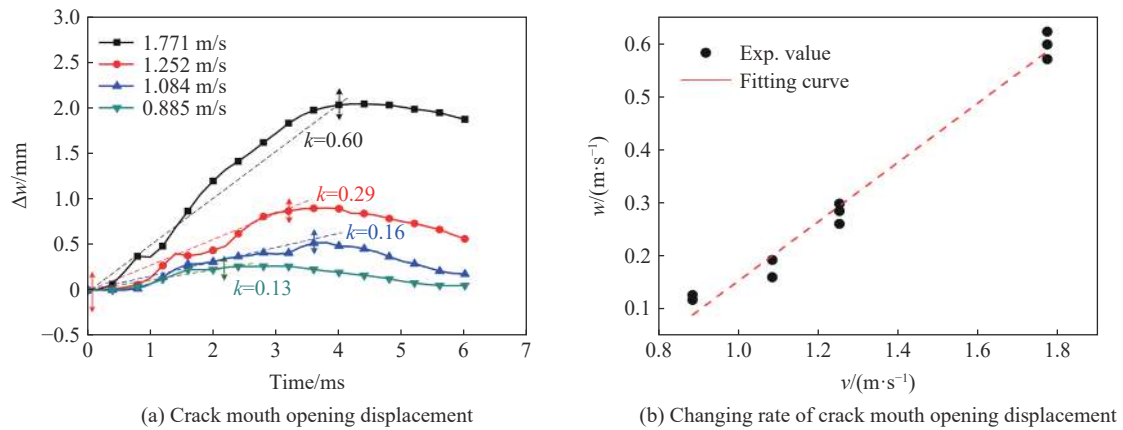 3.0
2.5
2.0
1.5
1.0
0.5
0
−0.5
Δw/mm
1.771 m/s
1.252 m/s
1.084 m/s
0.885 m/s
k=0.60
k=0.29
k=0.16
k=0.13
0 1 2 3 4 5 6 7
Time/ms
(a) Crack mouth opening displacement
0.6
0.5
0.4
0.3
0.2
0.1
w/(m·s⁻¹)
Exp. value
Fitting curve
0.8 1.0 1.2 1.4 1.6 1.8
v/(m·s⁻¹)
(b) Changing rate of crack mouth opening displacement